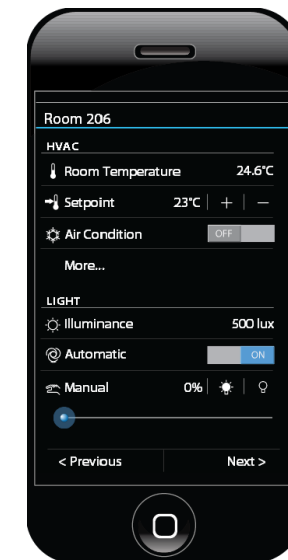 Room 206
HVAC
Room Temperature 24.6°C
Setpoint 23°C + −
Air Condition OFF
More...
LIGHT
Illuminance 500 lux
Automatic ON
Manual 0%
< Previous Next >